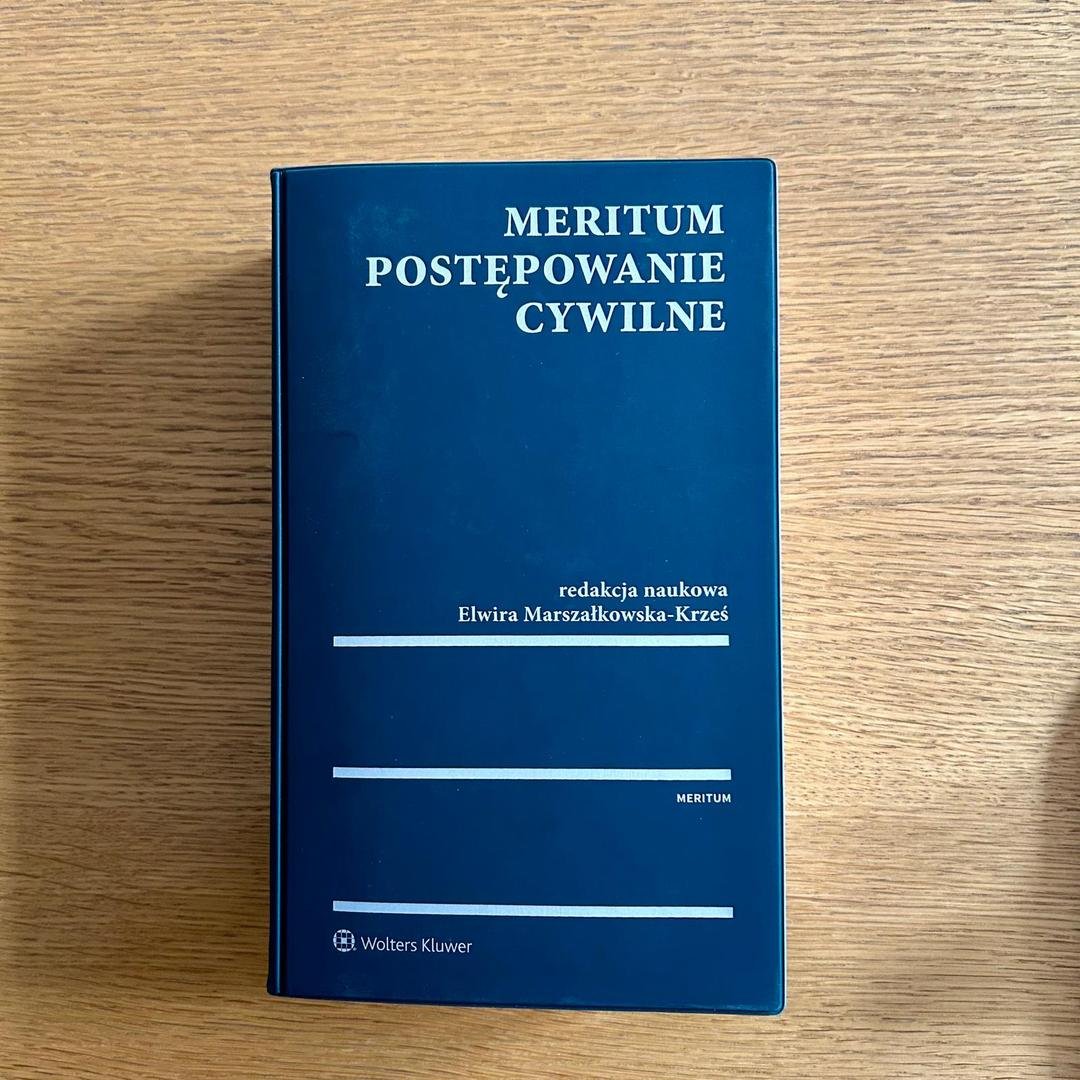 MERITUM
POSTĘPOWANIE
CYWILNE
redakcja naukowa
Elwira Marszałkowska-Krześ
MERITUM
Wolters Kluwer